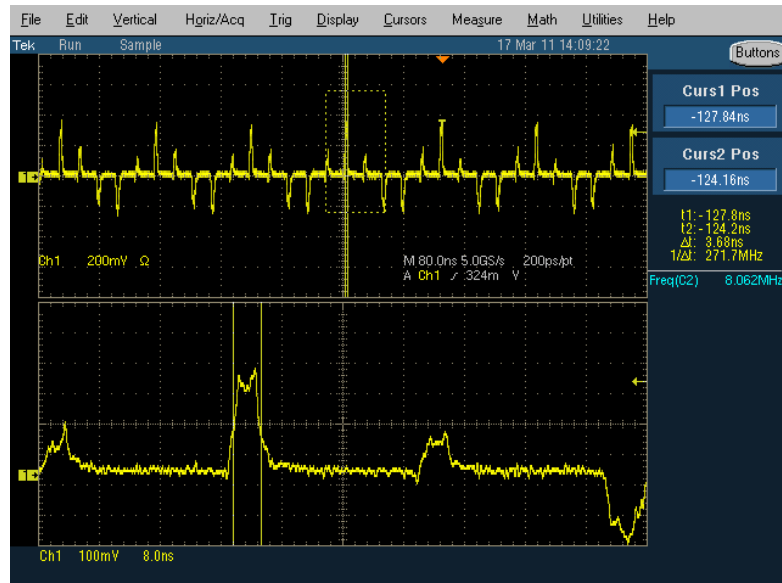 File Edit Vertical Horiz/Acq Trig Display Cursors Measure Math Utilities Help
Tek Run Sample 17 Mar 11 14:09:22
Buttons
Curs1 Pos
-127.84ns
Curs2 Pos
-124.16ns
t1:-127.8ns
t2:-124.2ns
Δt: 3.68ns
1/Δt: 271.7MHz
Freq(C2) 8.062MHz
1
Ch1 200mV Ω M 80.0ns 5.0GS/s 200ps/pt
A Ch1 ⁄ 324m V
1
Ch1 100mV 8.0ns